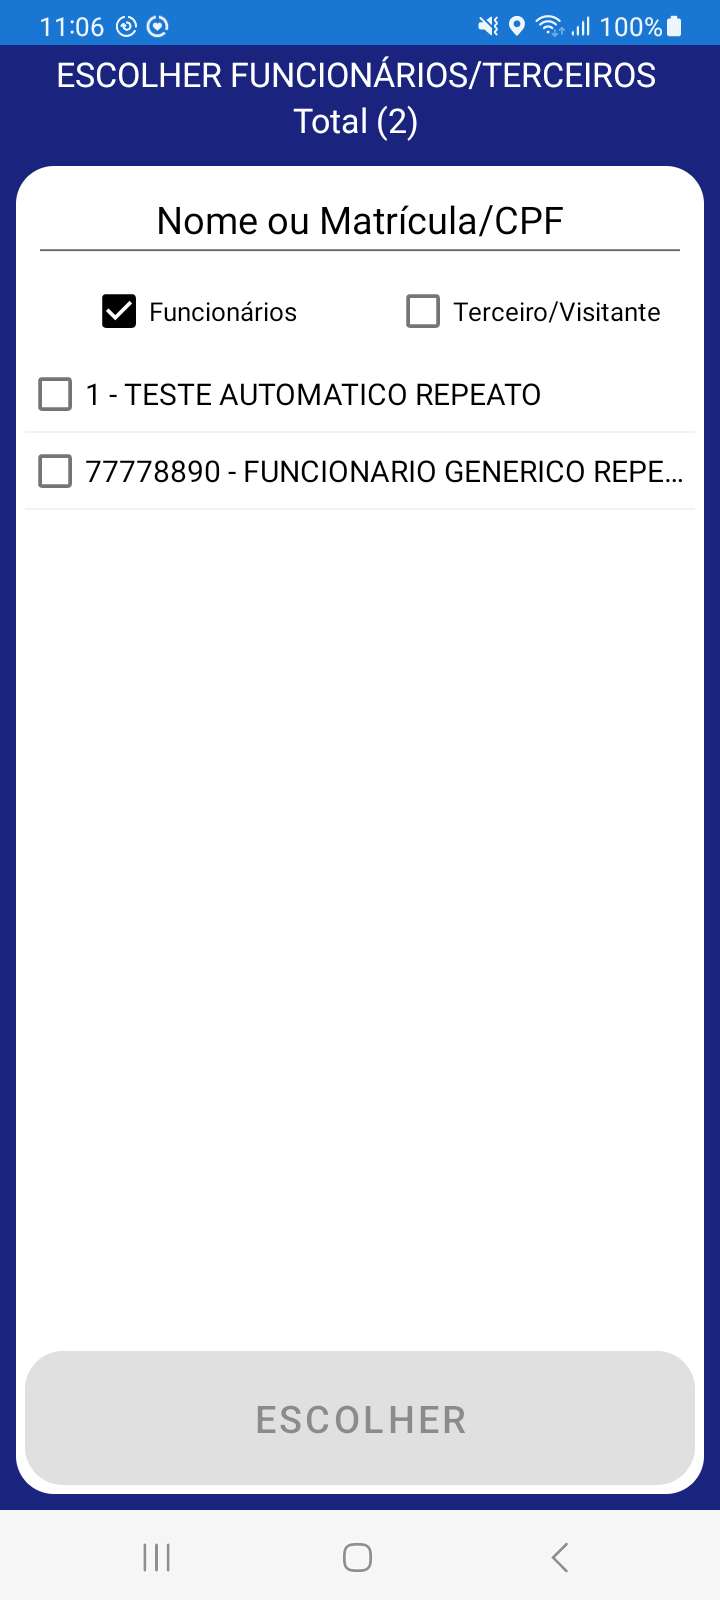 11:06 100%
ESCOLHER FUNCIONÁRIOS/TERCEIROS
Total (2)
Nome ou Matrícula/CPF
Funcionários Terceiro/Visitante
1 - TESTE AUTOMATICO REPEATO
77778890 - FUNCIONARIO GENERICO REPE...
ESCOLHER